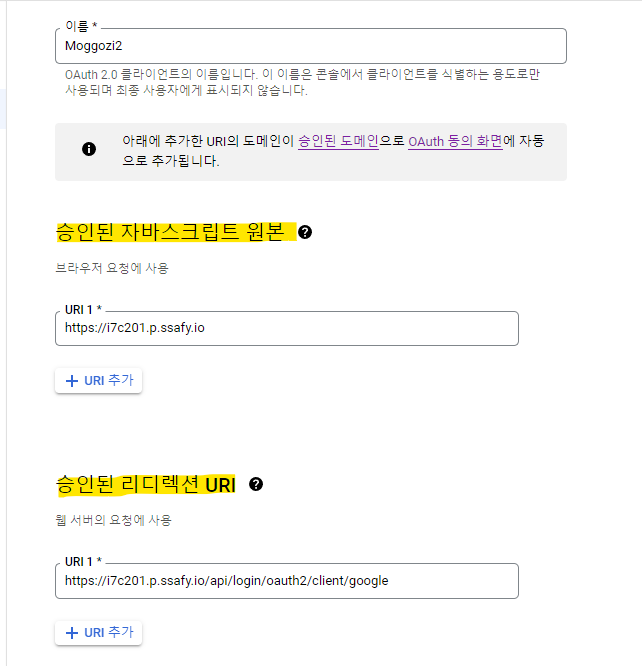 이름 *
Moggozi2
OAuth 2.0 클라이언트의 이름입니다. 이 이름은 콘솔에서 클라이언트를 식별하는 용도로만
사용되며 최종 사용자에게 표시되지 않습니다.
아래에 추가한 URI의 도메인이 승인된 도메인으로 OAuth 동의 화면에 자동
으로 추가됩니다.
승인된 자바스크립트 원본
브라우저 요청에 사용
URI 1 *
https://i7c201.p.ssafy.io
+ URI 추가
승인된 리디렉션 URI
웹 서버의 요청에 사용
URI 1 *
https://i7c201.p.ssafy.io/api/login/oauth2/client/google
+ URI 추가